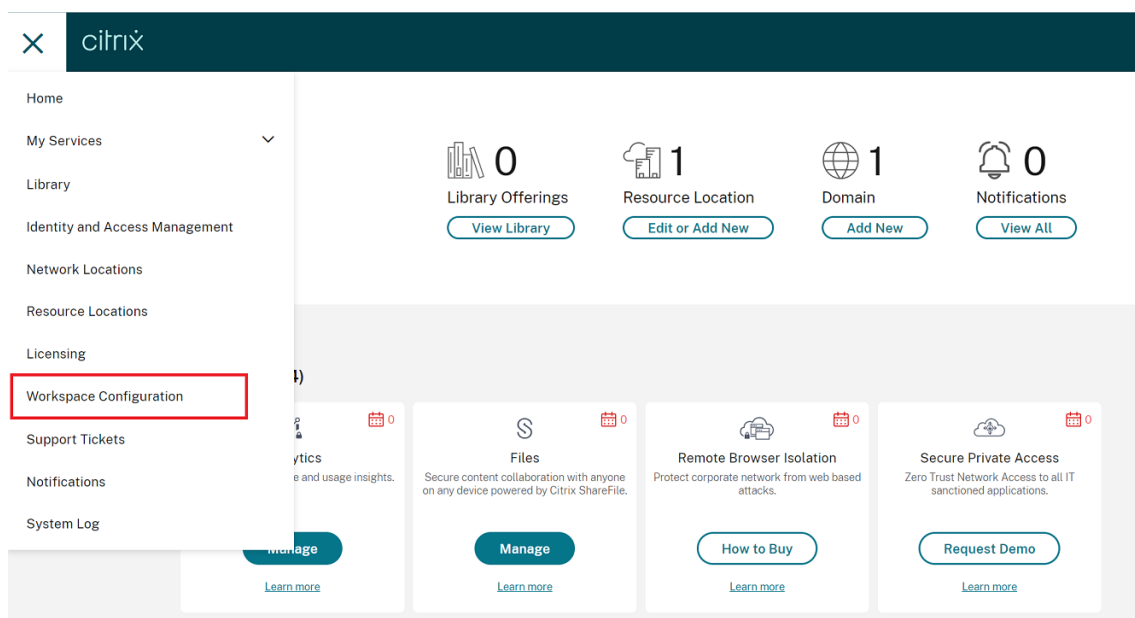 citrix
Home
My Services
Library
Identity and Access Management
Network Locations
Resource Locations
Licensing
Workspace Configuration
Support Tickets
Notifications
System Log
0
Library Offerings
View Library
1
Resource Location
Edit or Add New
1
Domain
Add New
0
Notifications
View All
4)
0
ytics
e and usage insights.
Manage
Learn more
0
Files
Secure content collaboration with anyone
on any device powered by Citrix ShareFile.
Manage
Learn more
0
Remote Browser Isolation
Protect corporate network from web based
attacks.
How to Buy
Learn more
0
Secure Private Access
Zero Trust Network Access to all IT
sanctioned applications.
Request Demo
Learn more